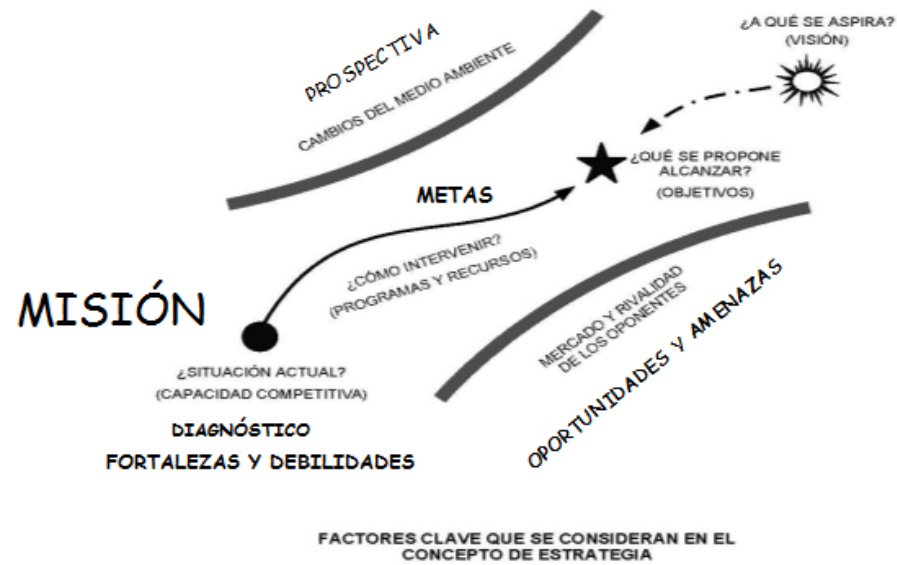 PROSPECTIVA
CAMBIOS DEL MEDIO AMBIENTE
¿A QUÉ SE ASPIRA?
(VISIÓN)
¿QUÉ SE PROPONE
ALCANZAR?
(OBJETIVOS)
METAS
¿CÓMO INTERVENIR?
(PROGRAMAS Y RECURSOS)
MISIÓN
¿SITUACIÓN ACTUAL?
(CAPACIDAD COMPETITIVA)
DIAGNÓSTICO
FORTALEZAS Y DEBILIDADES
MERCADO Y RIVALIDAD
DE LOS OPONENTES
OPORTUNIDADES Y AMENAZAS
FACTORES CLAVE QUE SE CONSIDERAN EN EL
CONCEPTO DE ESTRATEGIA